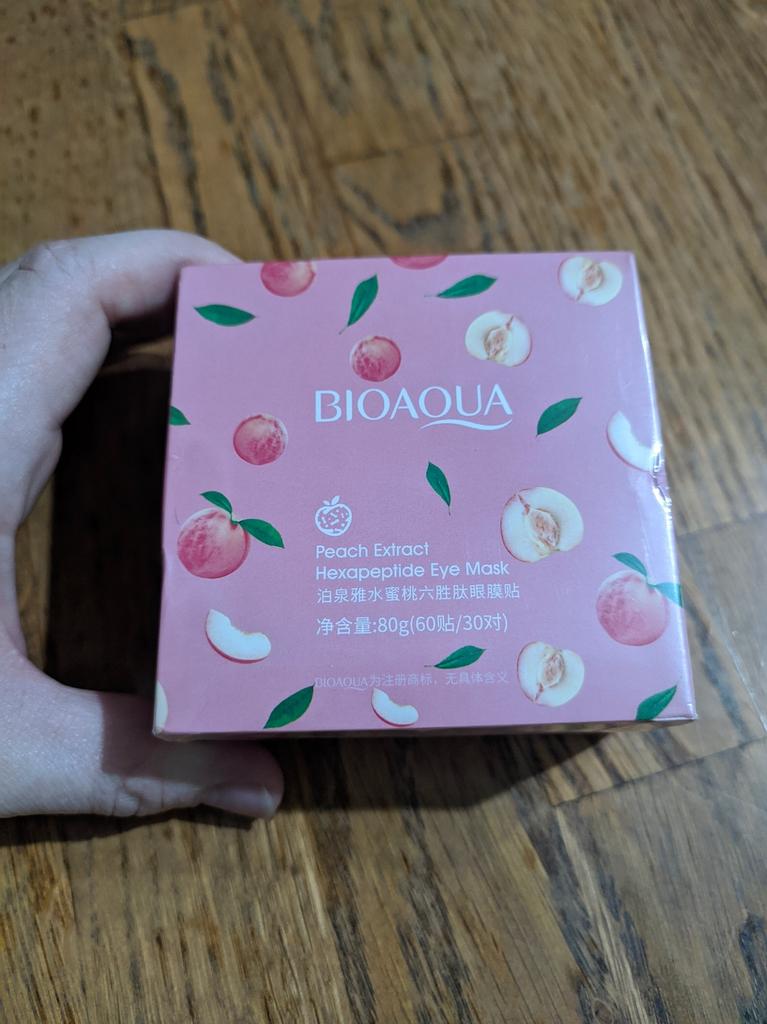 BIOAQUA
Peach Extract
Hexapeptide Eye Mask
泊泉雅水蜜桃六胜肽眼膜贴
净含量:80g(60贴/30对)
BIOAQUA为注册商标，无具体含义